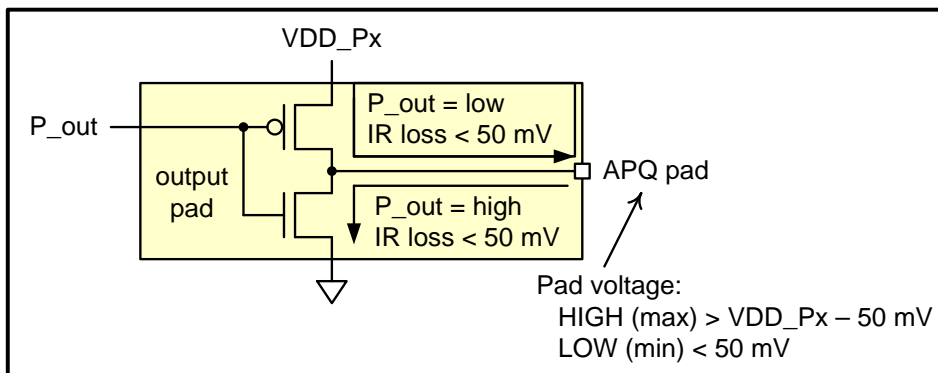 VDD_Px
P_out
P_out = low
IR loss < 50 mV
output
pad
APQ pad
P_out = high
IR loss < 50 mV
Pad voltage:
HIGH (max) > VDD_Px – 50 mV
LOW (min) < 50 mV